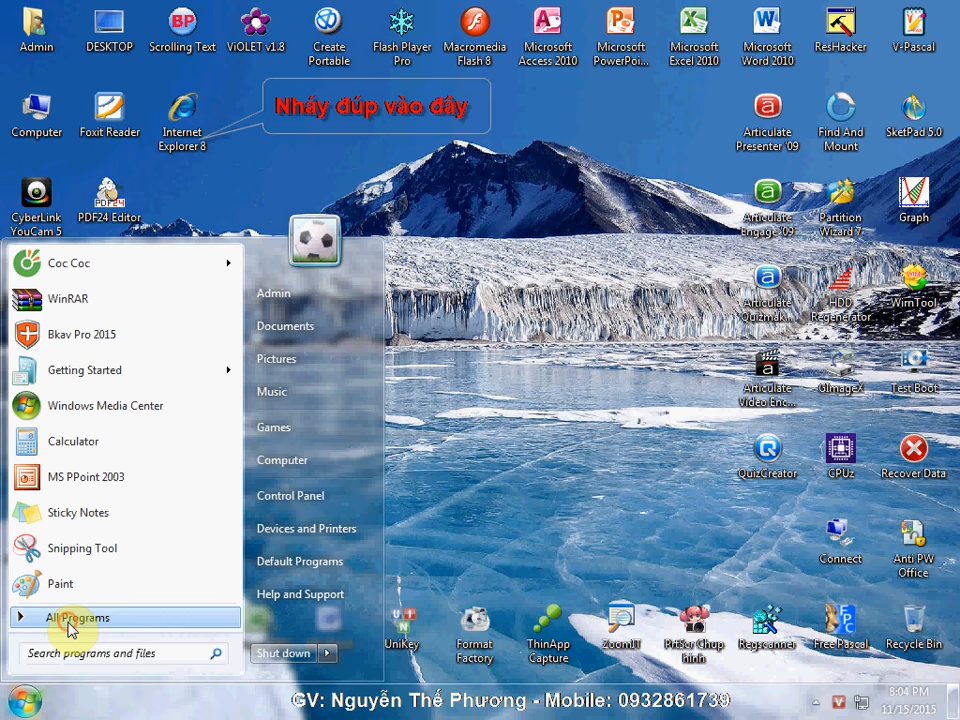 Admin
DESKTOP
Scrolling Text
ViOLET v1.8
Create
Portable
Flash Player
Pro
Macromedia
Flash 8
Microsoft
Access 2010
Microsoft
PowerPoi...
Microsoft
Excel 2010
Microsoft
Word 2010
ResHacker
V-Pascal
Computer
Foxit Reader
Internet
Explorer 8
Nháy đúp vào đây
Articulate
Presenter '09
Find And
Mount
SketPad 5.0
CyberLink
YouCam 5
PDF24 Editor
Articulate
Engage '09
Partition
Wizard 7
Graph
Articulate
Quizmak...
HDD
Regenerator
WimTool
Articulate
Video Enc...
GImageX
Test Boot
QuizCreator
CPUz
Recover Data
Connect
Anti PW
Office
UniKey
Format
Factory
ThinApp
Capture
ZoomIT
PrtScr Chụp
hình
Regscanner
Free Pascal
Recycle Bin
Coc Coc
WinRAR
Bkav Pro 2015
Getting Started
Windows Media Center
Calculator
MS PPoint 2003
Sticky Notes
Snipping Tool
Paint
All Programs
Search programs and files
Admin
Documents
Pictures
Music
Games
Computer
Control Panel
Devices and Printers
Default Programs
Help and Support
Shut down
GV: Nguyễn Thế Phương - Mobile: 0932861739
8:04 PM
11/15/2015